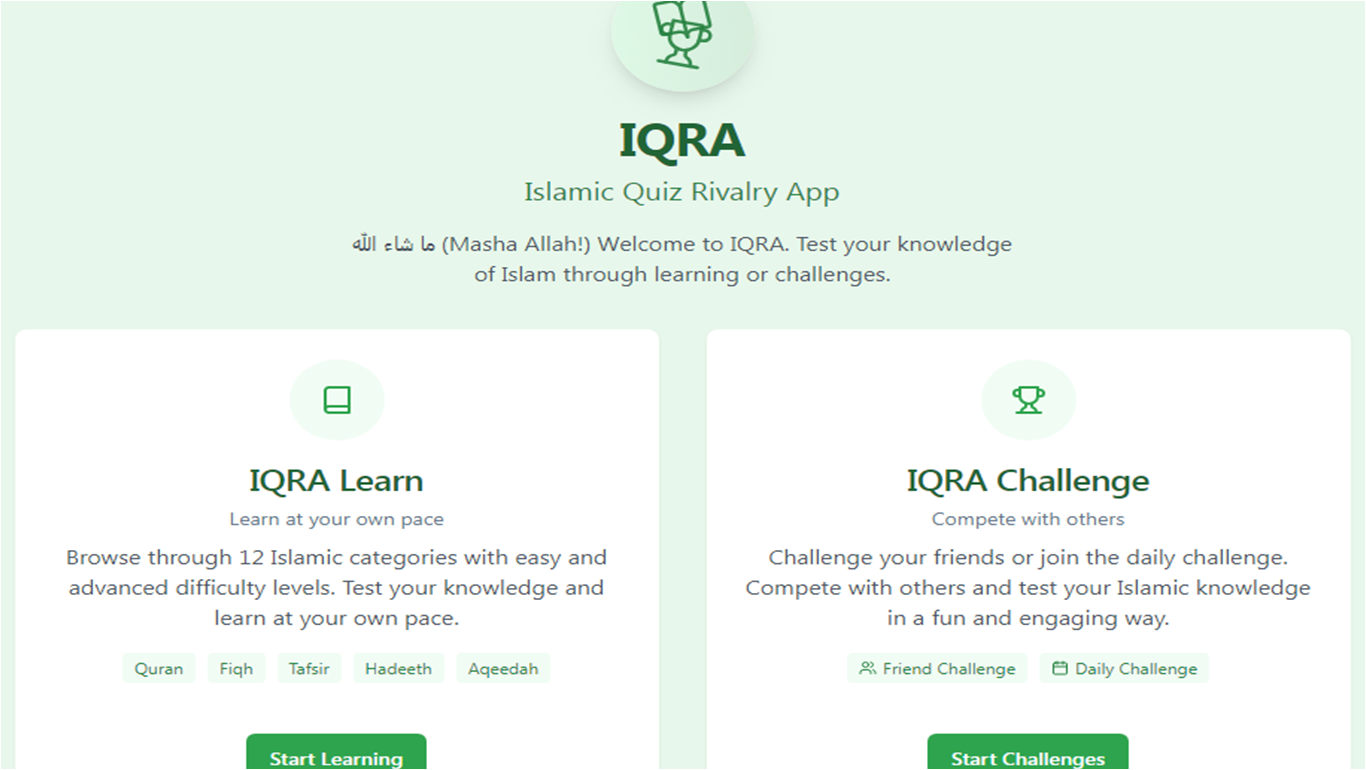 IQRA
Islamic Quiz Rivalry App
ما شاء الله (Masha Allah!) Welcome to IQRA. Test your knowledge
of Islam through learning or challenges.
IQRA Learn
Learn at your own pace
Browse through 12 Islamic categories with easy and
advanced difficulty levels. Test your knowledge and
learn at your own pace.
Quran Fiqh Tafsir Hadeeth Aqeedah
Start Learning
IQRA Challenge
Compete with others
Challenge your friends or join the daily challenge.
Compete with others and test your Islamic knowledge
in a fun and engaging way.
Friend Challenge Daily Challenge
Start Challenges